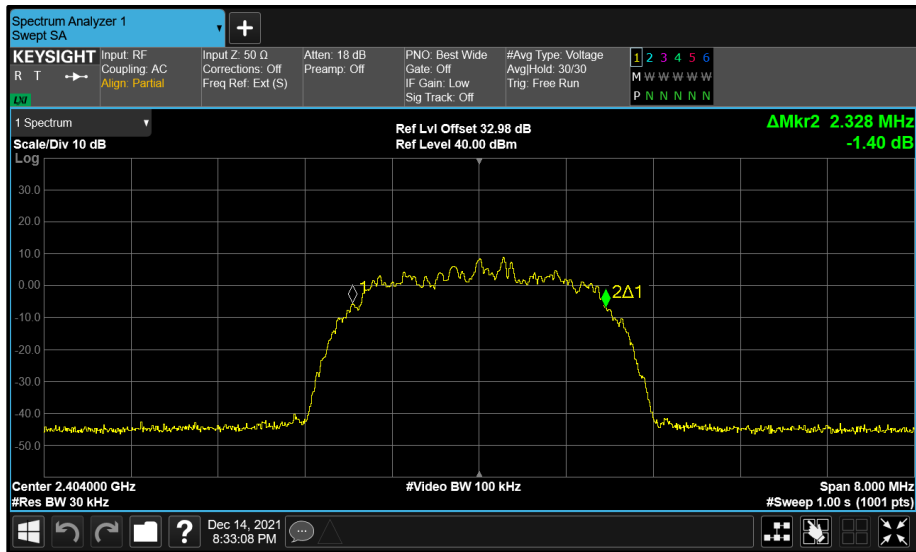 Spectrum Analyzer 1
Swept SA
+
KEYSIGHT
R T
LXI
Input: RF
Coupling: AC
Align: Partial
Input Z: 50 Ω
Corrections: Off
Freq Ref: Ext (S)
Atten: 18 dB
Preamp: Off
PNO: Best Wide
Gate: Off
IF Gain: Low
Sig Track: Off
#Avg Type: Voltage
Avg|Hold: 30/30
Trig: Free Run
1 2 3 4 5 6
M W W W W W
P N N N N N
1 Spectrum
Scale/Div 10 dB
Ref Lvl Offset 32.98 dB
Ref Level 40.00 dBm
ΔMkr2 2.328 MHz
-1.40 dB
Log
30.0
20.0
10.0
0.00
-10.0
-20.0
-30.0
-40.0
-50.0
1
2Δ1
Center 2.404000 GHz
#Res BW 30 kHz
#Video BW 100 kHz
Span 8.000 MHz
#Sweep 1.00 s (1001 pts)
?
Dec 14, 2021
8:33:08 PM